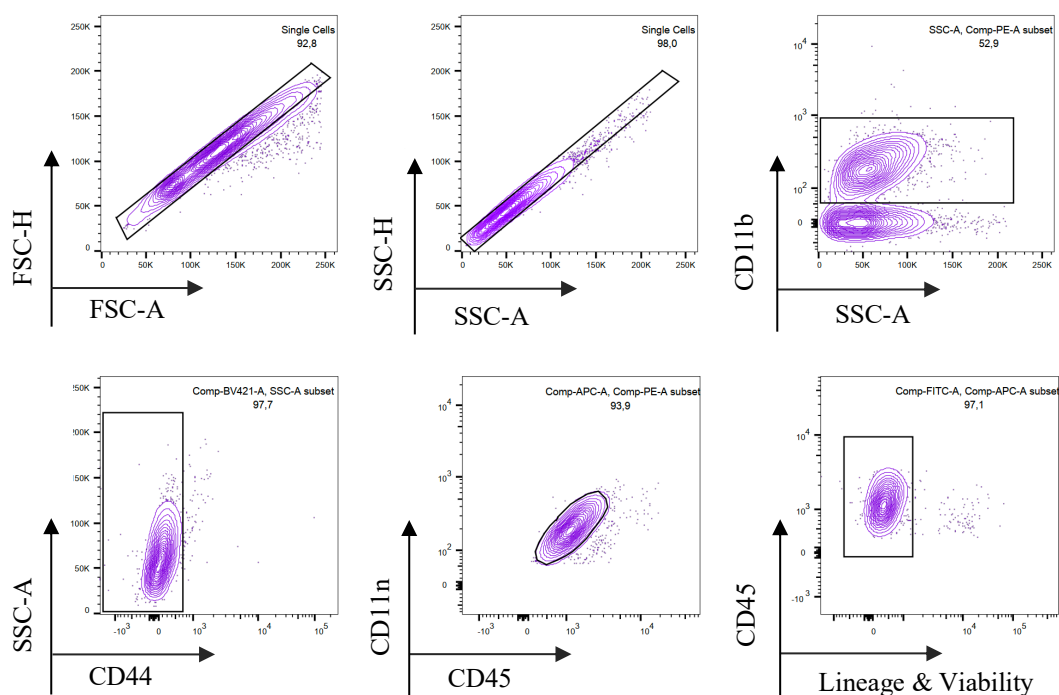 250K
200K
150K
100K
50K
0
Single Cells
92,8
0 50K 100K 150K 200K 250K
FSC-H
FSC-A
250K
200K
150K
100K
50K
0
Single Cells
98,0
0 50K 100K 150K 200K 250K
SSC-H
SSC-A
10^4
10^3
10^2
0
SSC-A, Comp-PE-A subset
52,9
0 50K 100K 150K 200K 250K
CD11b
SSC-A
250K
200K
150K
100K
50K
0
Comp-BV421-A, SSC-A subset
97,7
-10^3 0 10^3 10^4 10^5
SSC-A
CD44
10^4
10^3
10^2
0
Comp-APC-A, Comp-PE-A subset
93,9
-10^3 0 10^3 10^4 10^5
CD11n
CD45
10^5
10^4
10^3
0
-10^3
Comp-FITC-A, Comp-APC-A subset
97,1
0 10^3 10^4 10^5
CD45
Lineage & Viability